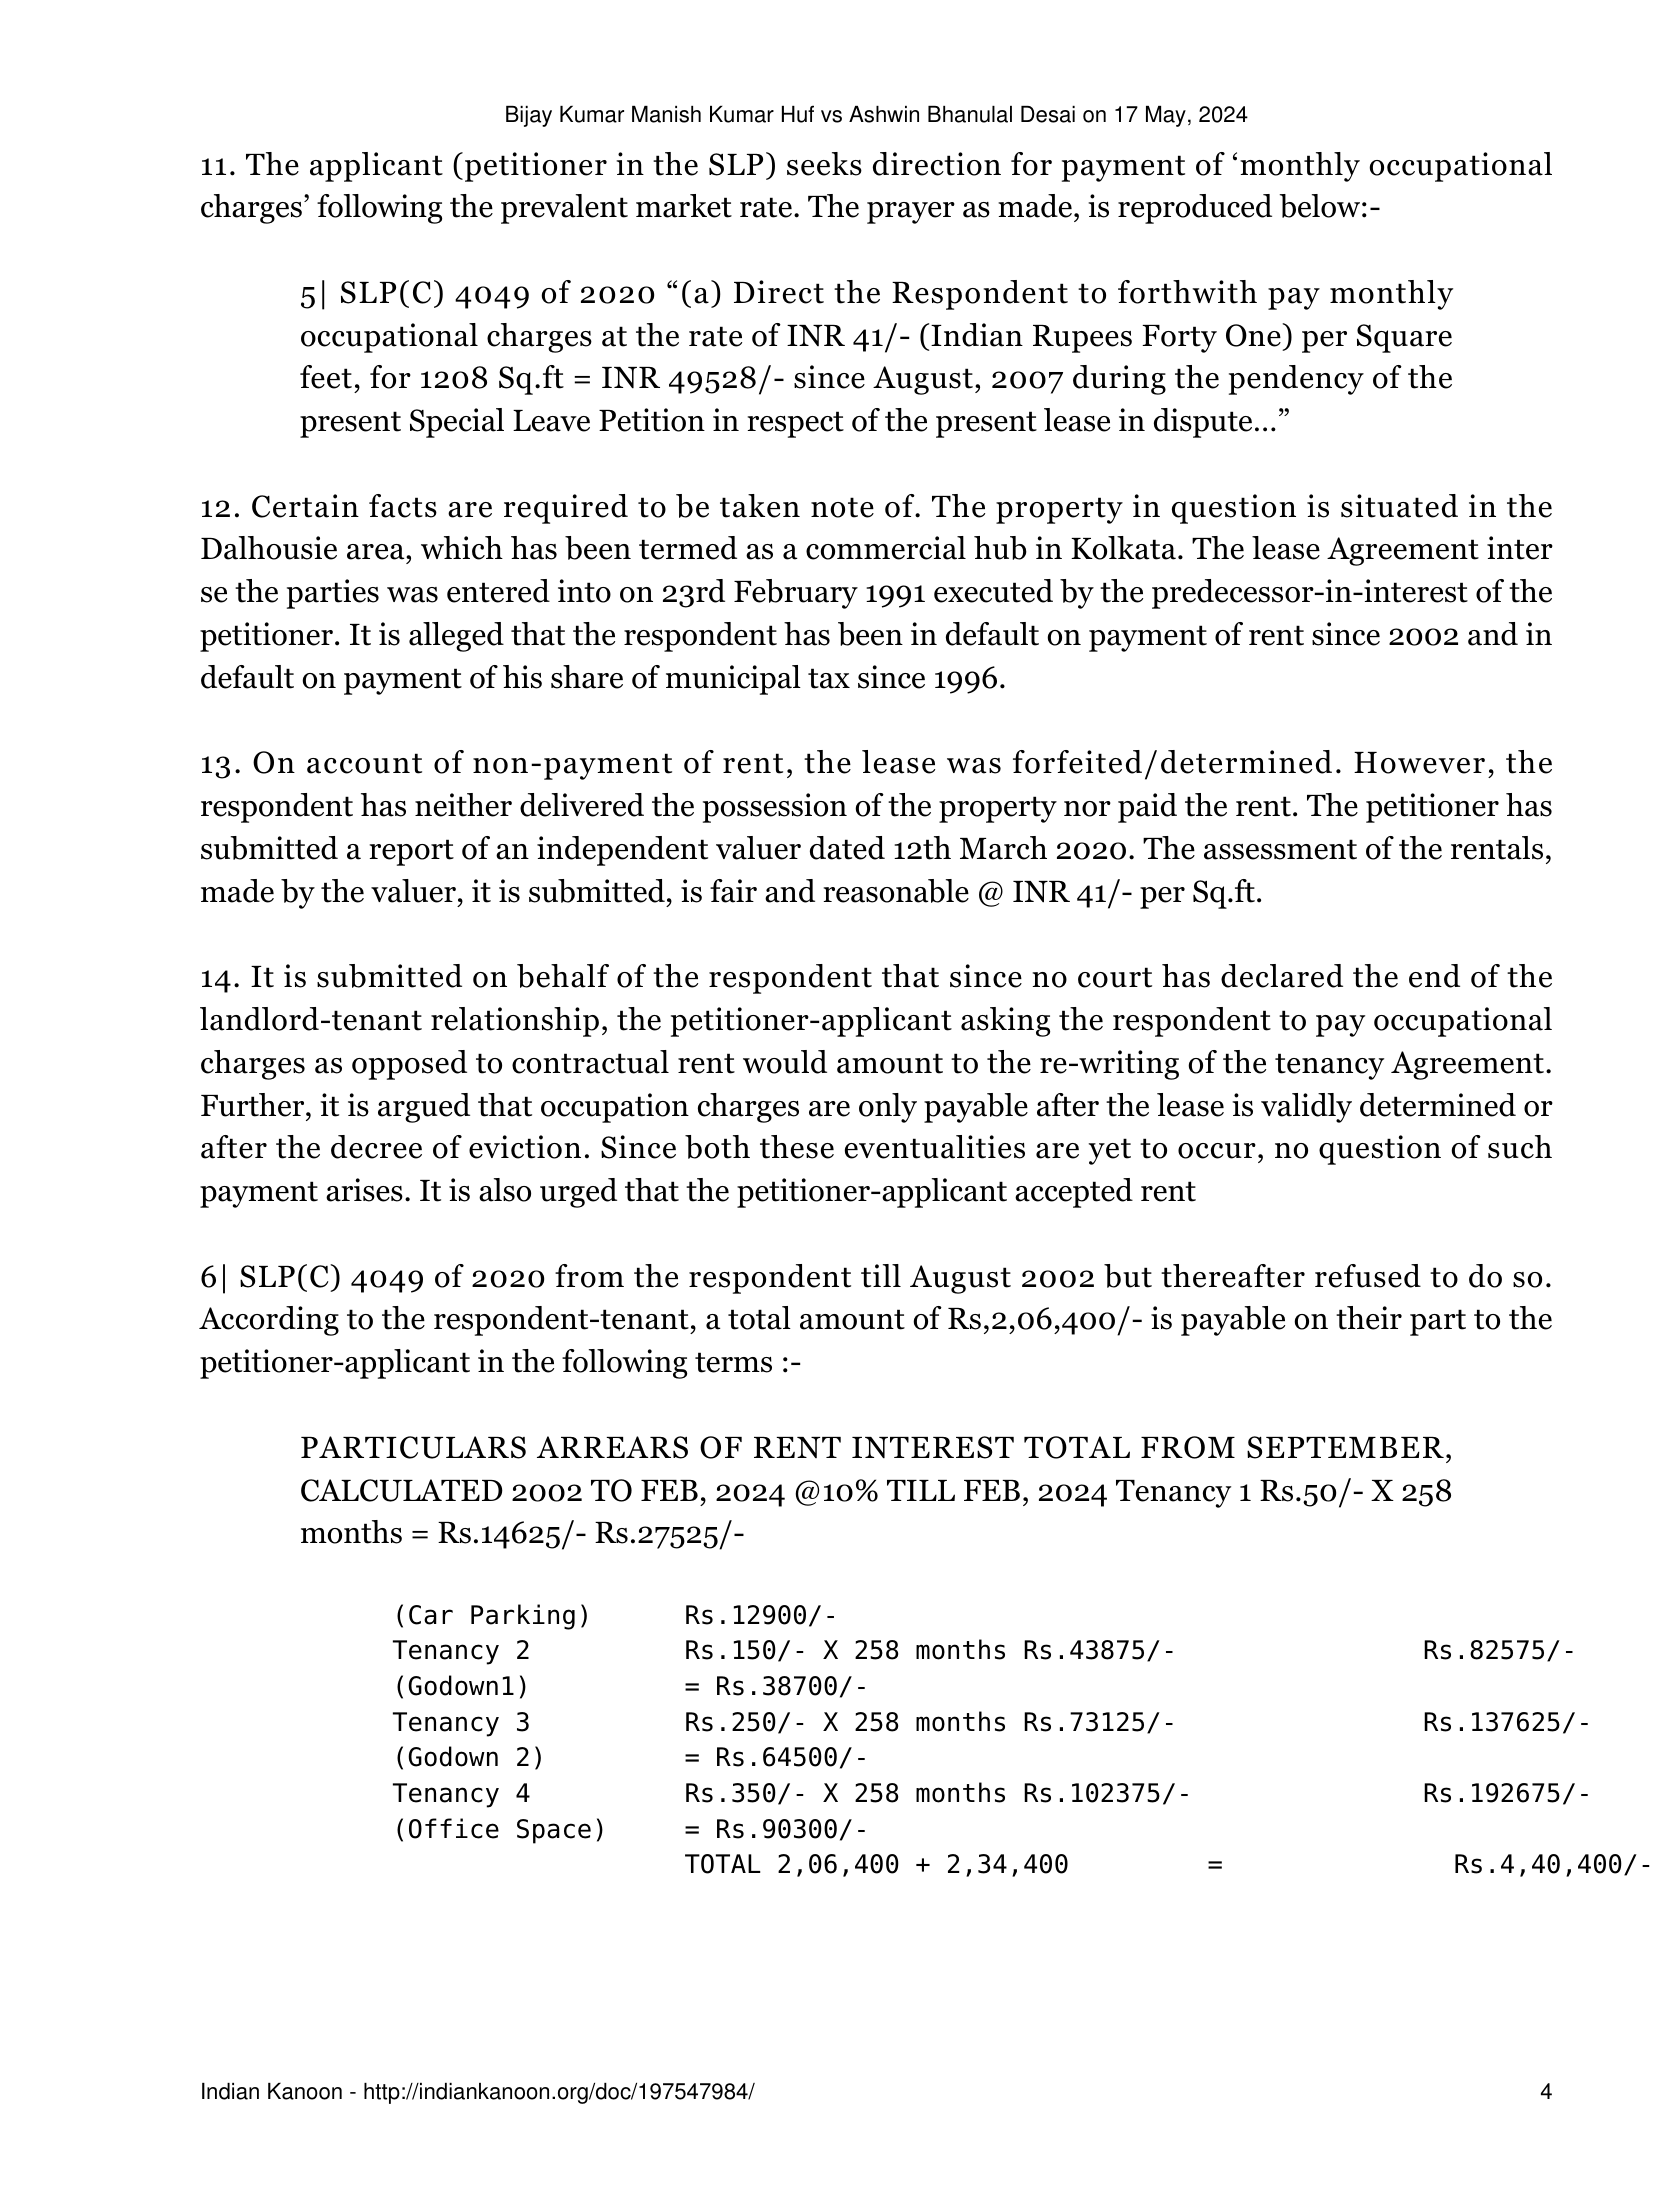 Bijay Kumar Manish Kumar Huf vs Ashwin Bhanulal Desai on 17 May, 2024
11. The applicant (petitioner in the SLP) seeks direction for payment of ‘monthly occupational
charges’ following the prevalent market rate. The prayer as made, is reproduced below:-
5| SLP(C) 4049 of 2020 “(a) Direct the Respondent to forthwith pay monthly
occupational charges at the rate of INR 41/- (Indian Rupees Forty One) per Square
feet, for 1208 Sq.ft = INR 49528/- since August, 2007 during the pendency of the
present Special Leave Petition in respect of the present lease in dispute...”
12. Certain facts are required to be taken note of. The property in question is situated in the
Dalhousie area, which has been termed as a commercial hub in Kolkata. The lease Agreement inter
se the parties was entered into on 23rd February 1991 executed by the predecessor-in-interest of the
petitioner. It is alleged that the respondent has been in default on payment of rent since 2002 and in
default on payment of his share of municipal tax since 1996.
13. On account of non-payment of rent, the lease was forfeited/determined. However, the
respondent has neither delivered the possession of the property nor paid the rent. The petitioner has
submitted a report of an independent valuer dated 12th March 2020. The assessment of the rentals,
made by the valuer, it is submitted, is fair and reasonable @ INR 41/- per Sq.ft.
14. It is submitted on behalf of the respondent that since no court has declared the end of the
landlord-tenant relationship, the petitioner-applicant asking the respondent to pay occupational
charges as opposed to contractual rent would amount to the re-writing of the tenancy Agreement.
Further, it is argued that occupation charges are only payable after the lease is validly determined or
after the decree of eviction. Since both these eventualities are yet to occur, no question of such
payment arises. It is also urged that the petitioner-applicant accepted rent
6| SLP(C) 4049 of 2020 from the respondent till August 2002 but thereafter refused to do so.
According to the respondent-tenant, a total amount of Rs,2,06,400/- is payable on their part to the
petitioner-applicant in the following terms :-
PARTICULARS ARREARS OF RENT INTEREST TOTAL FROM SEPTEMBER,
CALCULATED 2002 TO FEB, 2024 @10% TILL FEB, 2024 Tenancy 1 Rs.50/- X 258
months = Rs.14625/- Rs.27525/-
(Car Parking) Rs.12900/-
Tenancy 2 Rs.150/- X 258 months Rs.43875/- Rs.82575/-
(Godown1) = Rs.38700/-
Tenancy 3 Rs.250/- X 258 months Rs.73125/- Rs.137625/-
(Godown 2) = Rs.64500/-
Tenancy 4 Rs.350/- X 258 months Rs.102375/- Rs.192675/-
(Office Space) = Rs.90300/-
TOTAL 2,06,400 + 2,34,400 = Rs.4,40,400/-
Indian Kanoon - http://indiankanoon.org/doc/197547984/ 4